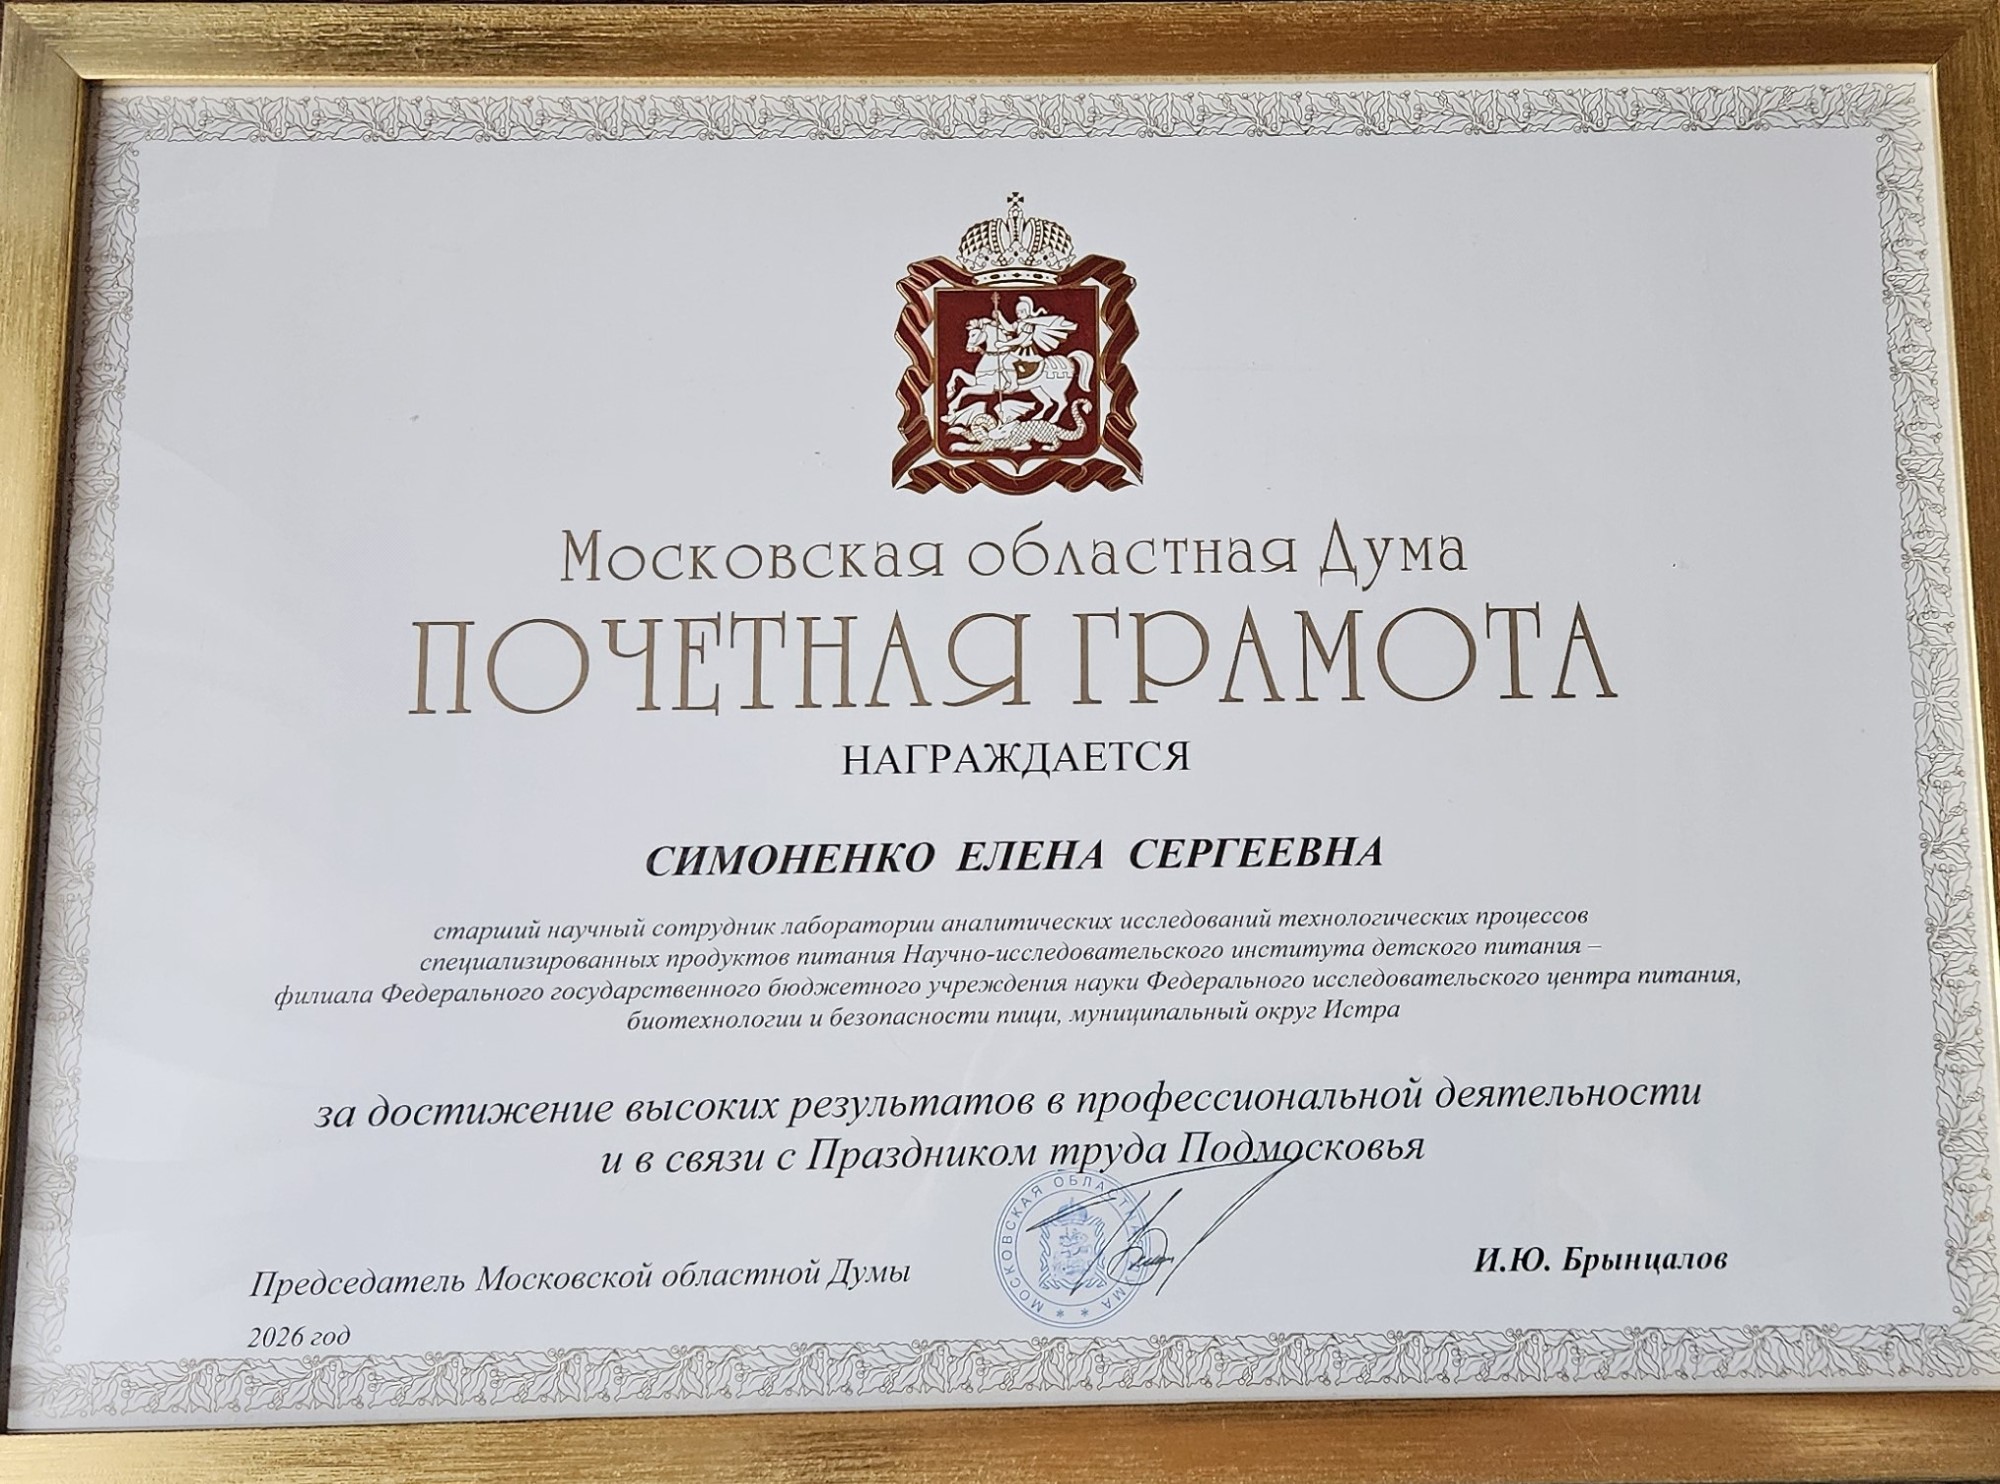 Московская областная Дума
ПОЧЕТНАЯ ГРАМОТА
НАГРАЖДАЕТСЯ
СИМОНЕНКО ЕЛЕНА СЕРГЕЕВНА
старший научный сотрудник лаборатории аналитических исследований технологических процессов
специализированных продуктов питания Научно-исследовательского института детского питания –
филиала Федерального государственного бюджетного учреждения науки Федерального исследовательского центра питания,
биотехнологии и безопасности пищи, муниципальный округ Истра
за достижение высоких результатов в профессиональной деятельности
и в связи с Праздником труда Подмосковья
МОСКОВСКАЯ ОБЛАСТНАЯ ДУМА
Председатель Московской областной Думы
И.Ю. Брынцалов
2026 год